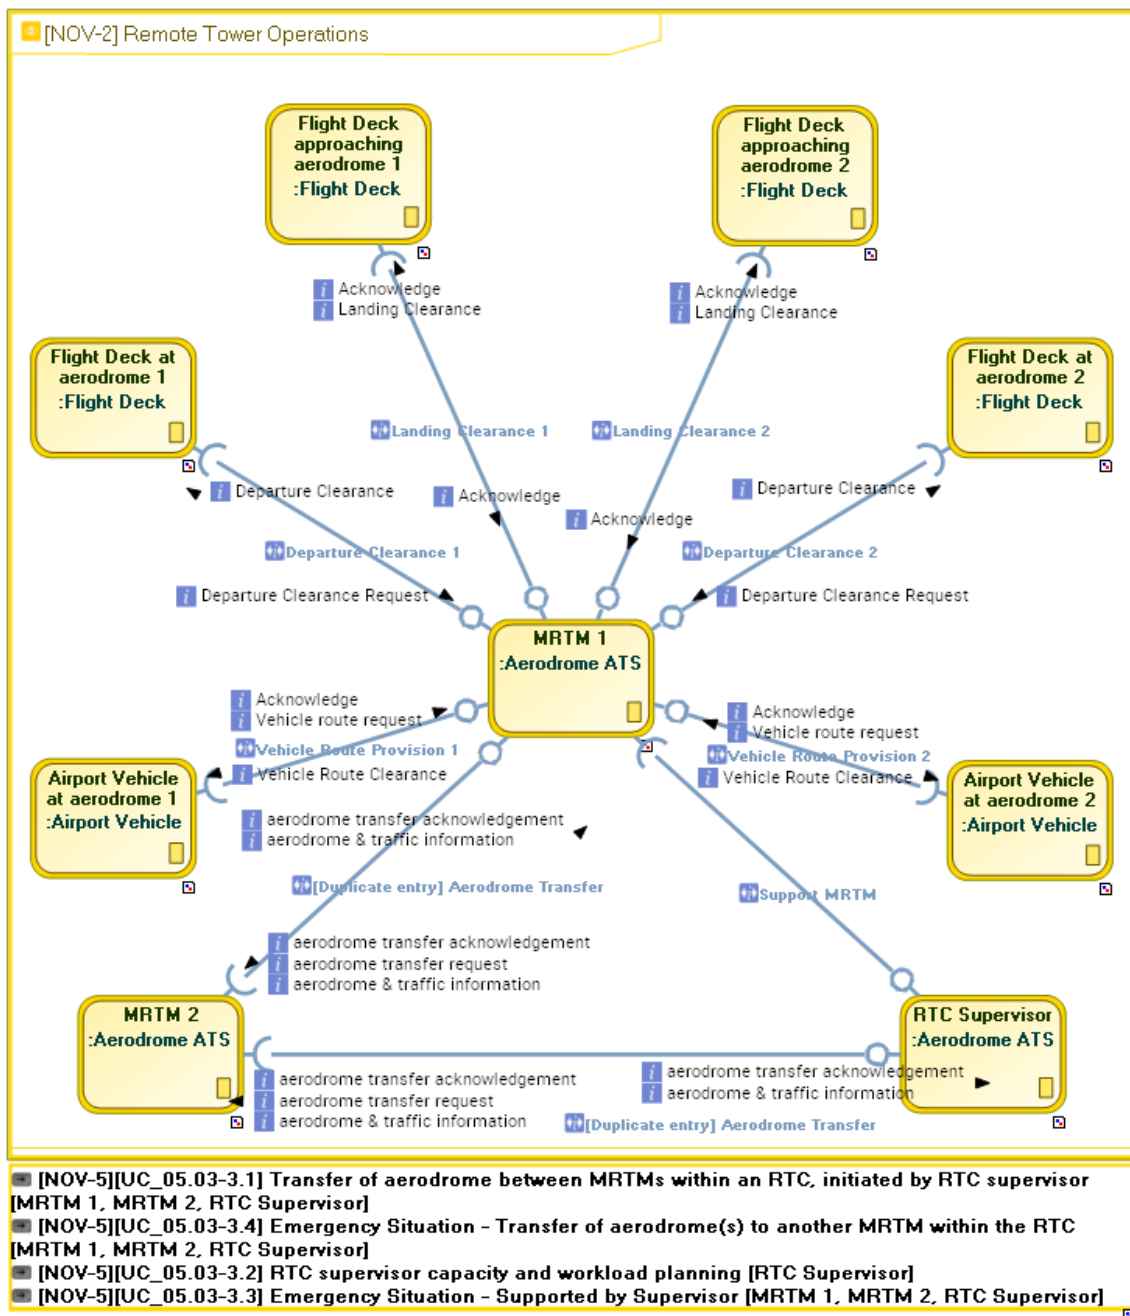 [NOV-2] Remote Tower Operations
Flight Deck
approaching
aerodrome 1
:Flight Deck
Flight Deck
approaching
aerodrome 2
:Flight Deck
Acknowledge
Landing Clearance
Acknowledge
Landing Clearance
Flight Deck at
aerodrome 1
:Flight Deck
Flight Deck at
aerodrome 2
:Flight Deck
Landing Clearance 1
Landing Clearance 2
Departure Clearance
Acknowledge
Departure Clearance
Acknowledge
Departure Clearance 1
Departure Clearance 2
Departure Clearance Request
Departure Clearance Request
MRTM 1
:Aerodrome ATS
Acknowledge
Vehicle route request
Acknowledge
Vehicle route request
Vehicle Route Provision 1
Vehicle Route Provision 2
Vehicle Route Clearance
Vehicle Route Clearance
Airport Vehicle
at aerodrome 1
:Airport Vehicle
Airport Vehicle
at aerodrome 2
:Airport Vehicle
aerodrome transfer acknowledgement
aerodrome & traffic information
[Duplicate entry] Aerodrome Transfer
Support MRTM
aerodrome transfer acknowledgement
aerodrome transfer request
aerodrome & traffic information
MRTM 2
:Aerodrome ATS
RTC Supervisor
:Aerodrome ATS
aerodrome transfer acknowledgement
aerodrome transfer request
aerodrome & traffic information
aerodrome transfer acknowledgement
aerodrome & traffic information
[Duplicate entry] Aerodrome Transfer
[NOV-5][UC_05.03-3.1] Transfer of aerodrome between MRTMs within an RTC, initiated by RTC supervisor
[MRTM 1, MRTM 2, RTC Supervisor]
[NOV-5][UC_05.03-3.4] Emergency Situation - Transfer of aerodrome(s) to another MRTM within the RTC
[MRTM 1, MRTM 2, RTC Supervisor]
[NOV-5][UC_05.03-3.2] RTC supervisor capacity and workload planning [RTC Supervisor]
[NOV-5][UC_05.03-3.3] Emergency Situation - Supported by Supervisor [MRTM 1, MRTM 2, RTC Supervisor]